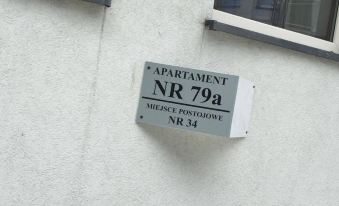 APARTAMENT
NR 79a
MIEJSCE POSTOJOWE
NR 34